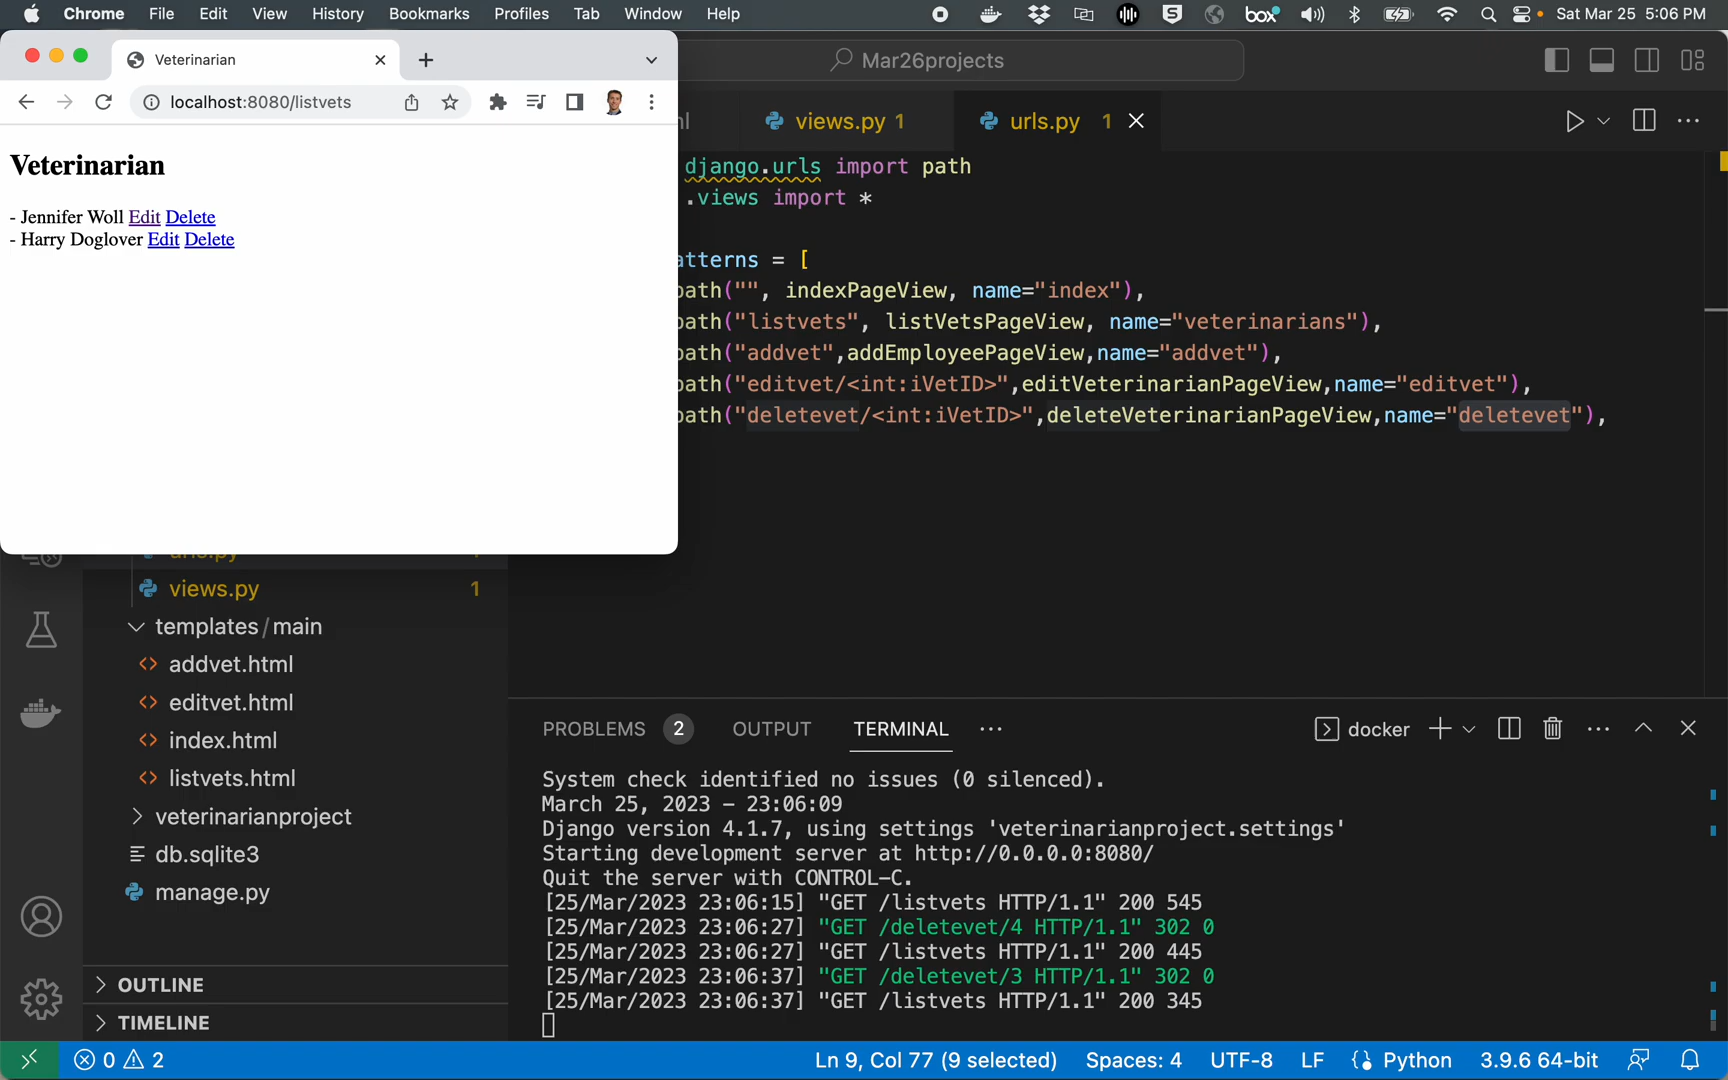 Chrome File Edit View History Bookmarks Profiles Tab Window Help box Sat Mar 25 5:06 PM
Veterinarian
localhost:8080/listvets
Veterinarian
- Jennifer Woll Edit Delete
- Harry Doglover Edit Delete
Mar26projects
views.py 1 urls.py 1
django.urls import path
.views import *
atterns = [
path("", indexPageView, name="index"),
path("listvets", listVetsPageView, name="veterinarians"),
path("addvet",addEmployeePageView,name="addvet"),
path("editvet/<int:iVetID>",editVeterinarianPageView,name="editvet"),
path("deletevet/<int:iVetID>",deleteVeterinarianPageView,name="deletevet"),
views.py 1
templates/main
addvet.html
editvet.html
index.html
listvets.html
veterinarianproject
db.sqlite3
manage.py
OUTLINE
TIMELINE
PROBLEMS 2 OUTPUT TERMINAL docker
System check identified no issues (0 silenced).
March 25, 2023 - 23:06:09
Django version 4.1.7, using settings 'veterinarianproject.settings'
Starting development server at http://0.0.0.0:8080/
Quit the server with CONTROL-C.
[25/Mar/2023 23:06:15] "GET /listvets HTTP/1.1" 200 545
[25/Mar/2023 23:06:27] "GET /deletevet/4 HTTP/1.1" 302 0
[25/Mar/2023 23:06:27] "GET /listvets HTTP/1.1" 200 445
[25/Mar/2023 23:06:37] "GET /deletevet/3 HTTP/1.1" 302 0
[25/Mar/2023 23:06:37] "GET /listvets HTTP/1.1" 200 345
0 2 Ln 9, Col 77 (9 selected) Spaces: 4 UTF-8 LF Python 3.9.6 64-bit